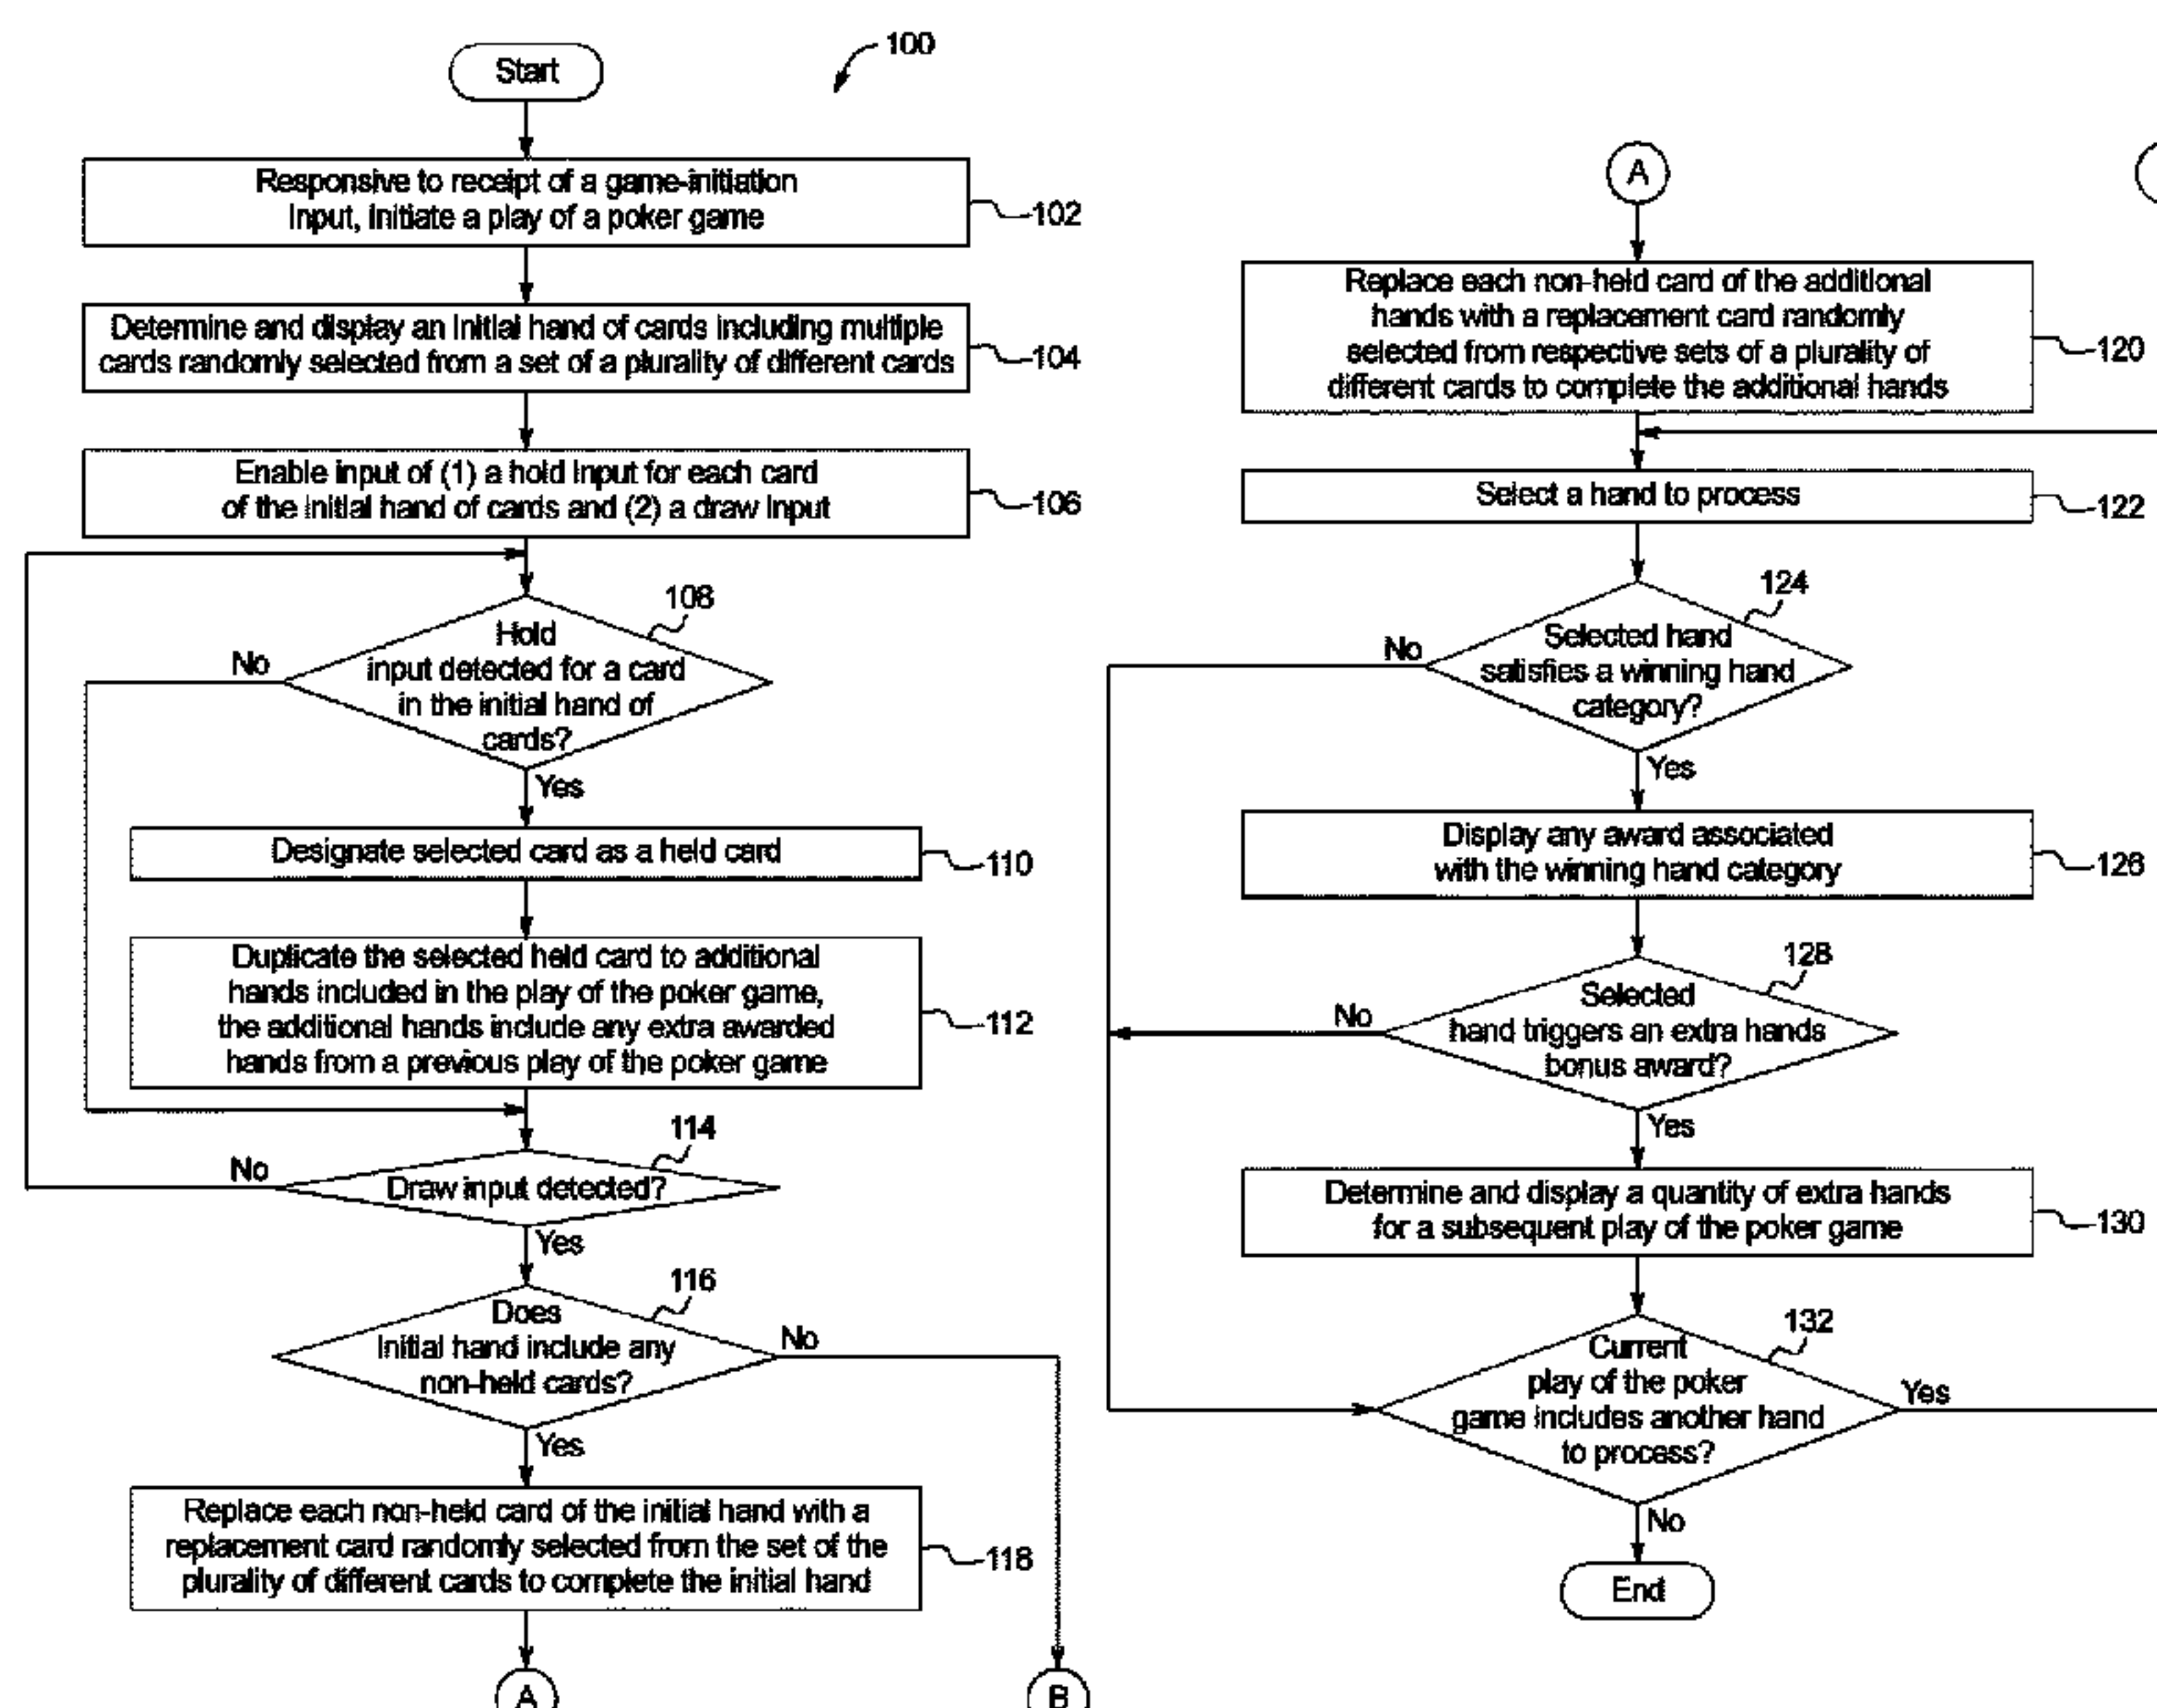 100
Start
Responsive to receipt of a game-initiation
input, initiate a play of a poker game
102
Determine and display an initial hand of cards including multiple
cards randomly selected from a set of a plurality of different cards
104
Enable input of (1) a hold input for each card
of the initial hand of cards and (2) a draw input
106
108
Hold
input detected for a card
in the initial hand of
cards?
No
Yes
Designate selected card as a held card
110
Duplicate the selected held card to additional
hands included in the play of the poker game,
the additional hands include any extra awarded
hands from a previous play of the poker game
112
114
Draw input detected?
No
Yes
116
Does
initial hand include any
non-held cards?
No
Yes
Replace each non-held card of the initial hand with a
replacement card randomly selected from the set of the
plurality of different cards to complete the initial hand
118
A
B
A
Replace each non-held card of the additional
hands with a replacement card randomly
selected from respective sets of a plurality of
different cards to complete the additional hands
120
Select a hand to process
122
124
Selected hand
satisfies a winning hand
category?
No
Yes
Display any award associated
with the winning hand category
126
128
Selected
hand triggers an extra hands
bonus award?
No
Yes
Determine and display a quantity of extra hands
for a subsequent play of the poker game
130
132
Current
play of the poker
game includes another hand
to process?
Yes
No
End